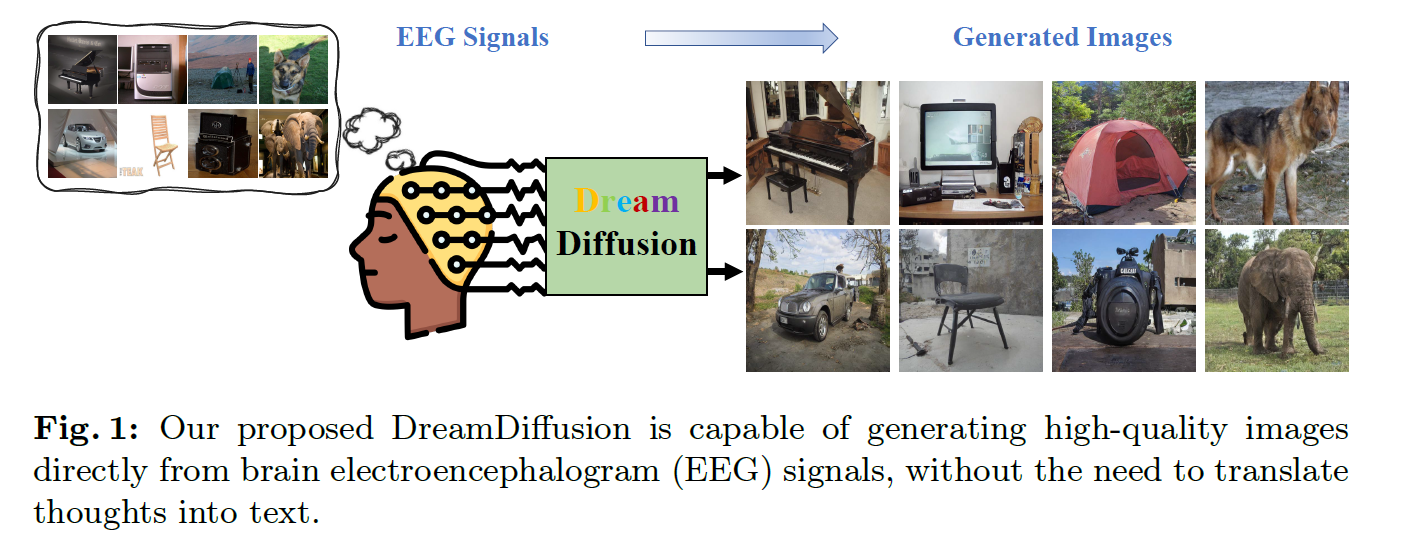 EEG Signals
Generated Images
Dream
Diffusion
Fig. 1: Our proposed DreamDiffusion is capable of generating high-quality images
directly from brain electroencephalogram (EEG) signals, without the need to translate
thoughts into text.